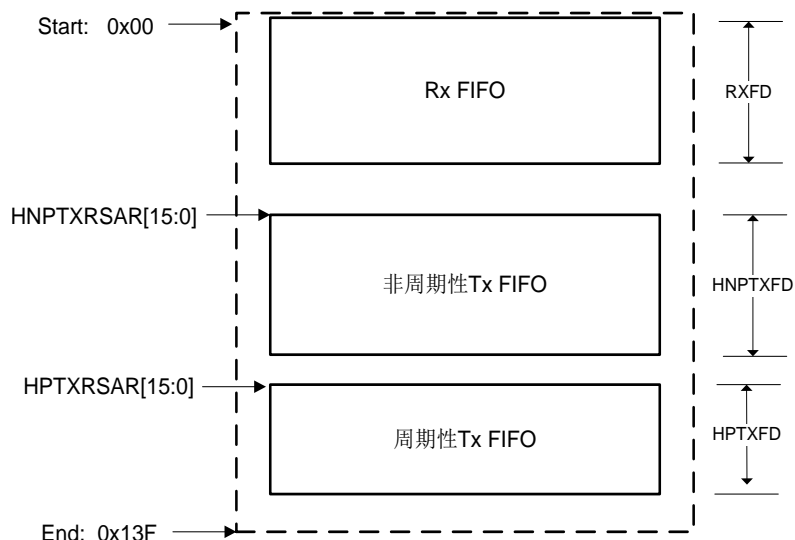 Start: 0x00
Rx FIFO
RXFD
HNPTXRSAR[15:0]
非周期性Tx FIFO
HNPTXFD
HPTXRSAR[15:0]
周期性Tx FIFO
HPTXFD
End: 0x13F